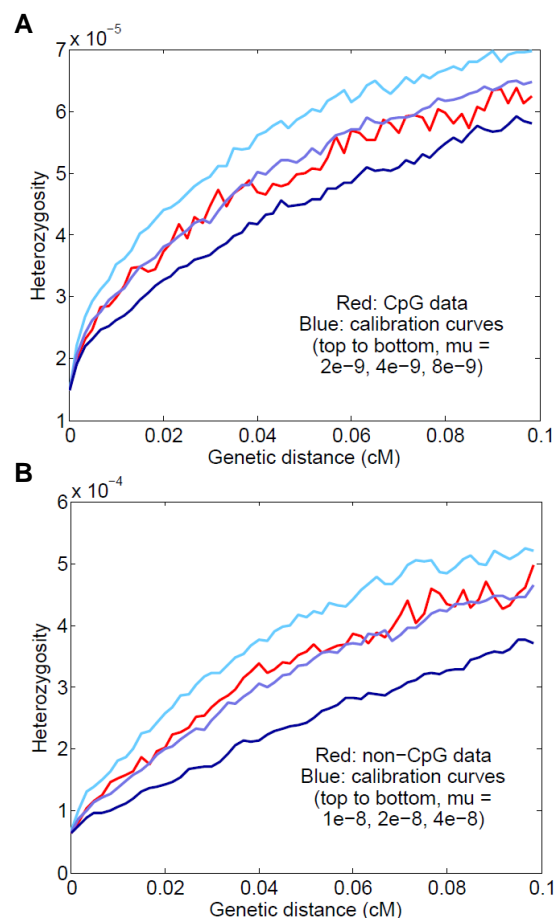 A
7 x 10⁻⁵
6
5
4
3
2
1
Heterozygosity
0
0.02
0.04
0.06
0.08
0.1
Genetic distance (cM)
Red: CpG data
Blue: calibration curves
(top to bottom, mu =
2e−9, 4e−9, 8e−9)
B
6 x 10⁻⁴
5
4
3
2
1
0
Heterozygosity
0
0.02
0.04
0.06
0.08
0.1
Genetic distance (cM)
Red: non−CpG data
Blue: calibration curves
(top to bottom, mu =
1e−8, 2e−8, 4e−8)